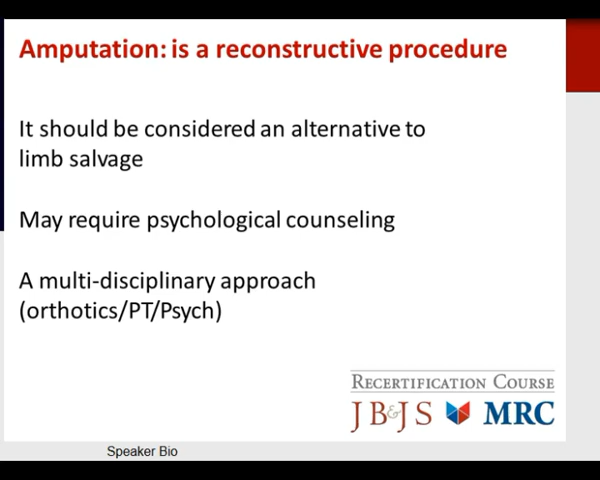 Amputation: is a reconstructive procedure
It should be considered an alternative to
limb salvage
May require psychological counseling
A multi-disciplinary approach
(orthotics/PT/Psych)
RECERTIFICATION COURSE
JB&JS MRC
Speaker Bio